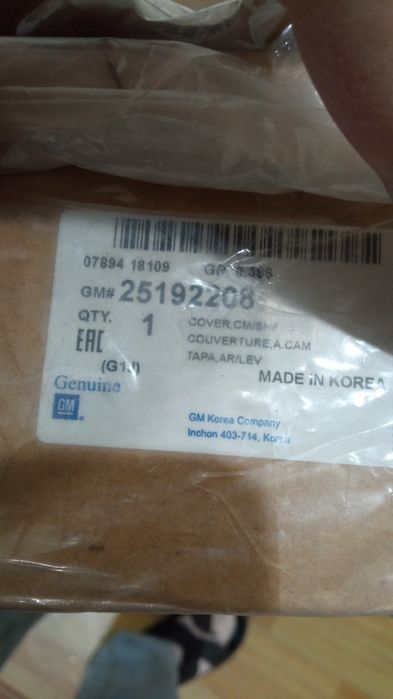 07894 18109
GM# 25192208
QTY. 1
COVER,CM/SHF
COUVERTURE,A.CAM
TAPA,AR/LEV
EAC
MADE IN KOREA
Genuine
GM
GM Korea Company
Inchon 403-714, Korea